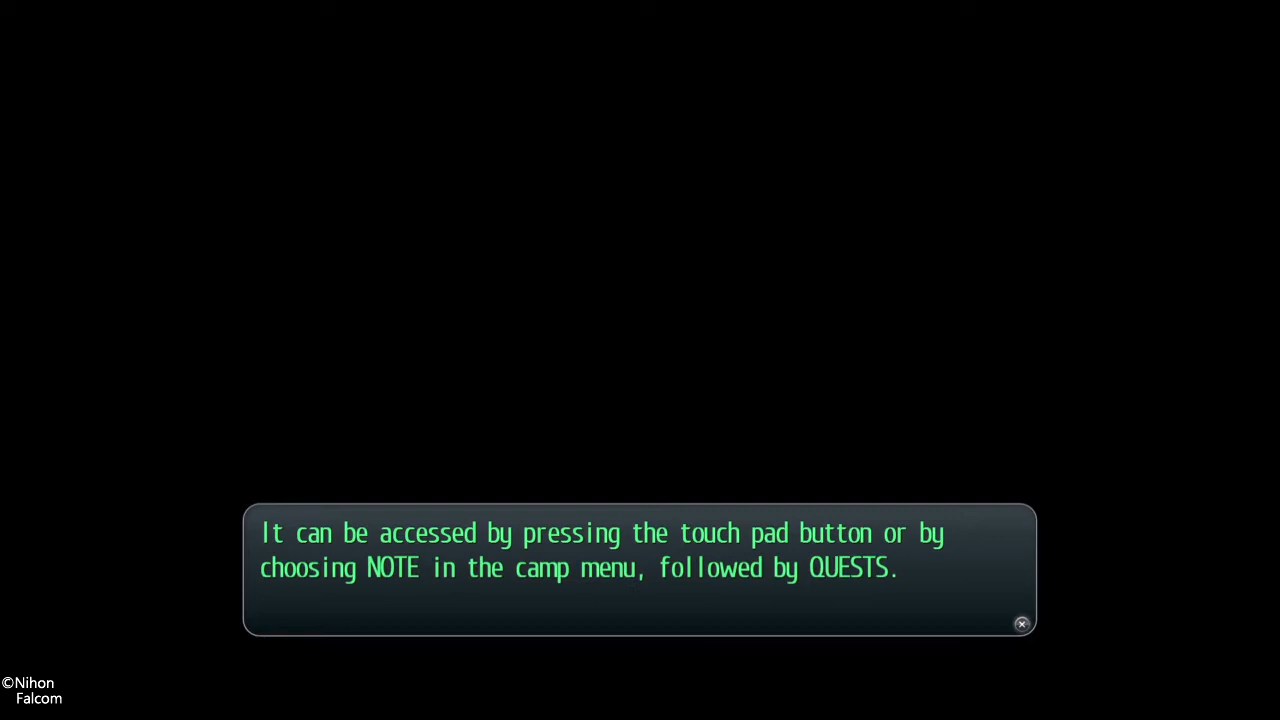 It can be accessed by pressing the touch pad button or by
choosing NOTE in the camp menu, followed by QUESTS.
©Nihon
Falcom